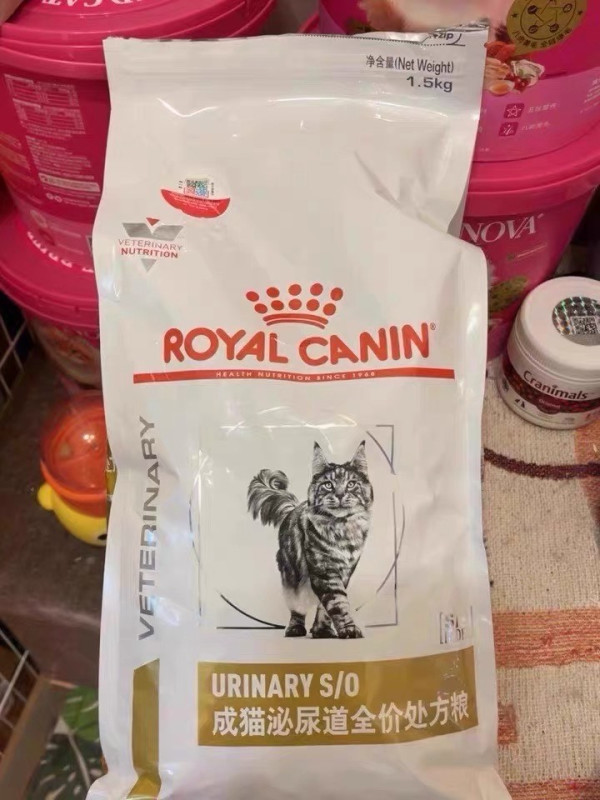 净含量(Net Weight)
1.5kg
VETERINARY
NUTRITION
NOVA
ROYAL CANIN
HEALTH NUTRITION SINCE 1968
Cranimals
VETERINARY
URINARY S/O
成猫泌尿道全价处方粮